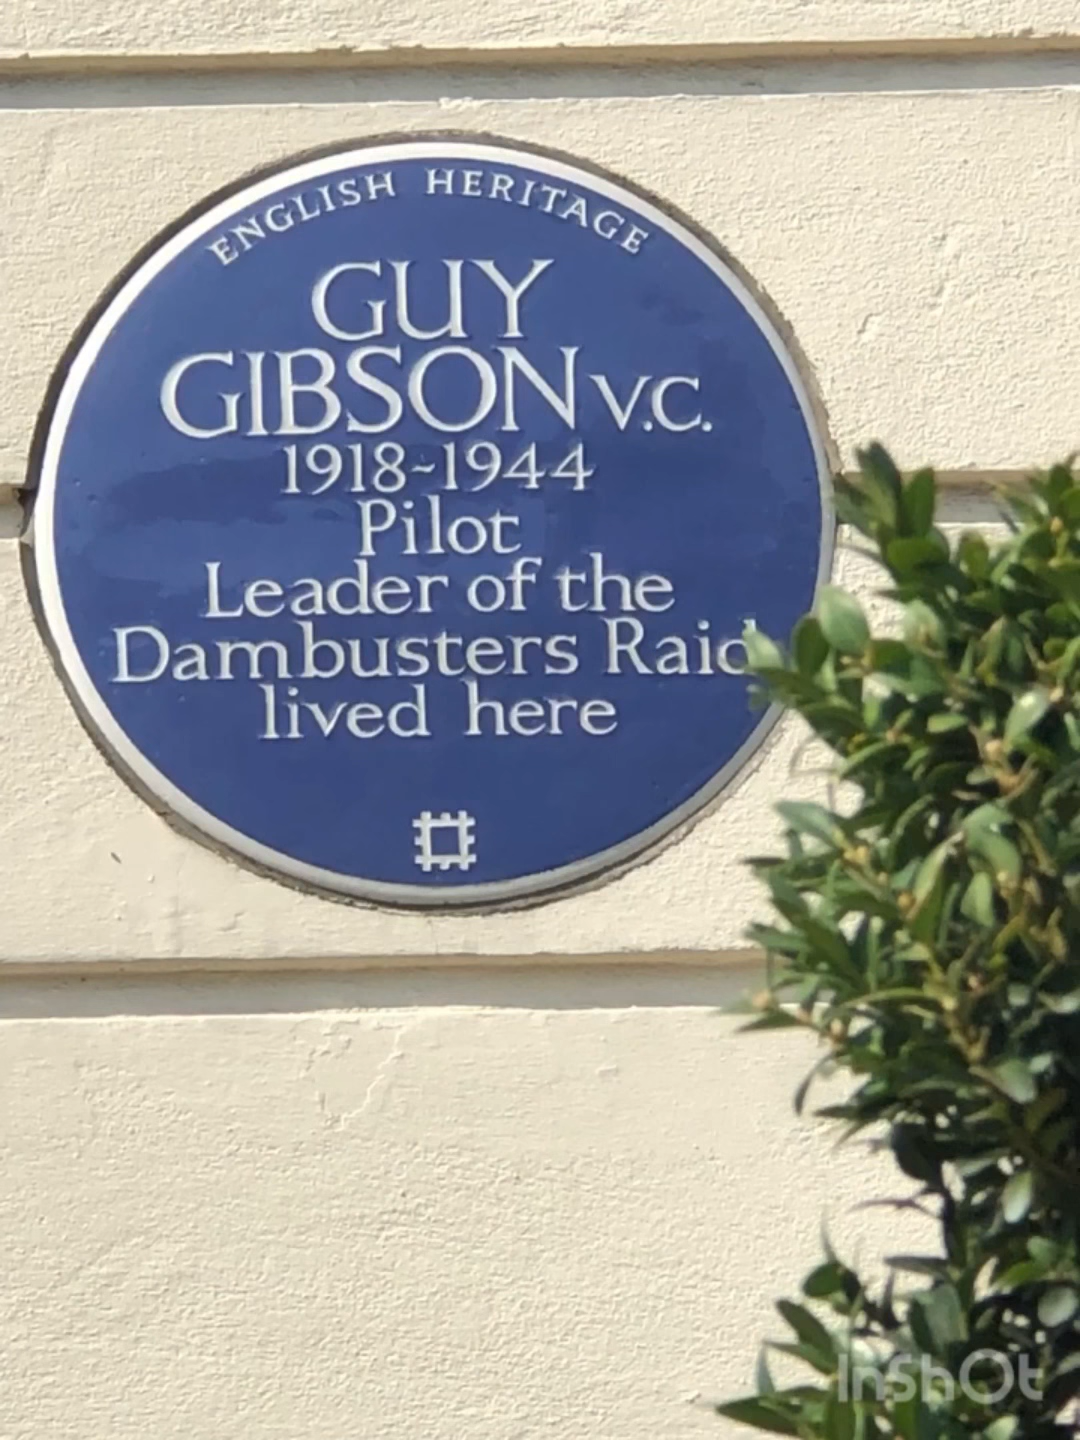 ENGLISH HERITAGE
GUY
GIBSON V.C.
1918-1944
Pilot
Leader of the
Dambusters Raid
lived here
InShOt